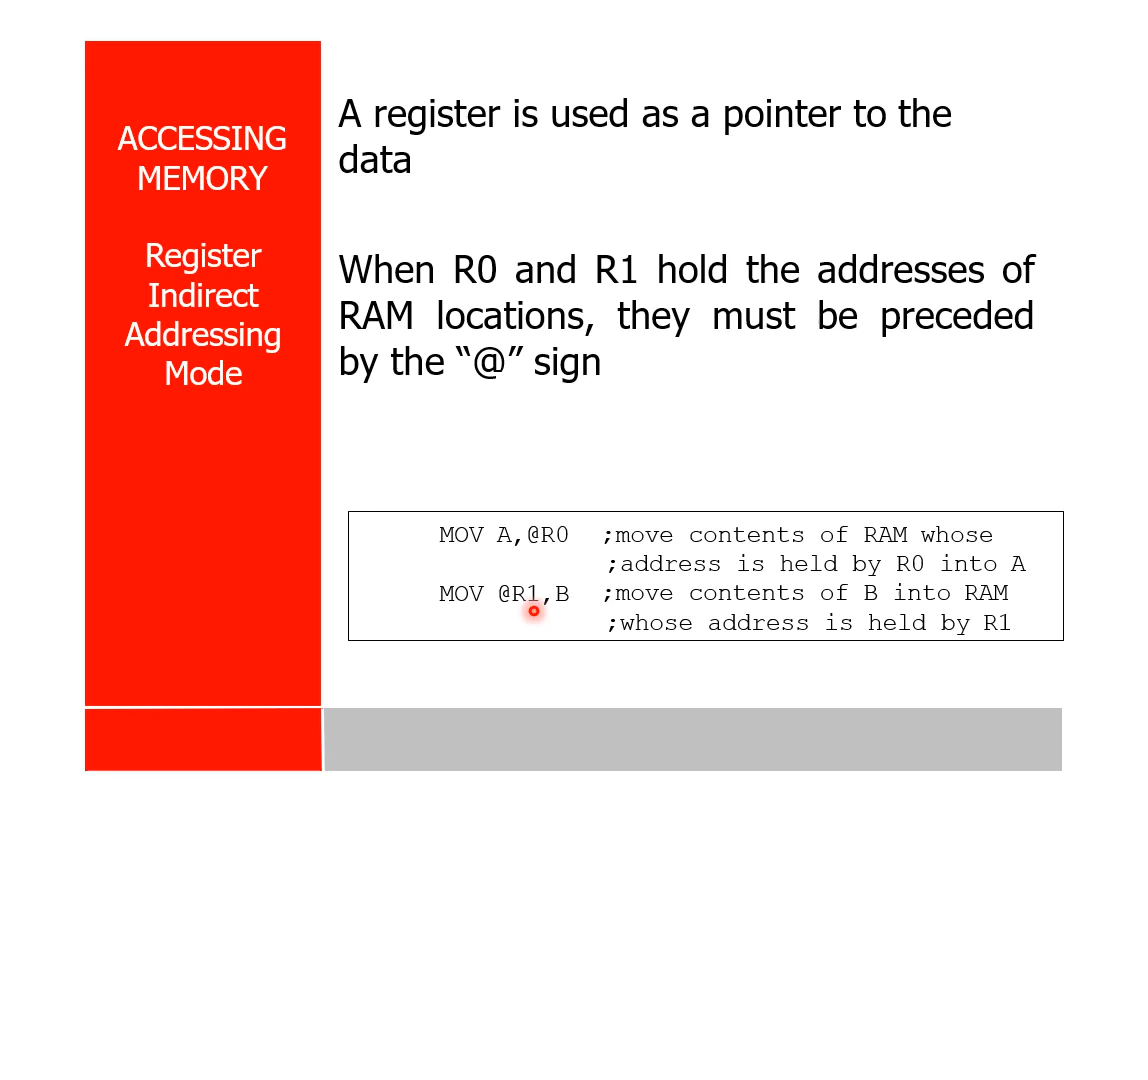 ACCESSING
MEMORY
Register
Indirect
Addressing
Mode
A register is used as a pointer to the
data
When R0 and R1 hold the addresses of
RAM locations, they must be preceded
by the “@” sign
MOV A,@R0 ;move contents of RAM whose
;address is held by R0 into A
MOV @R1,B ;move contents of B into RAM
;whose address is held by R1